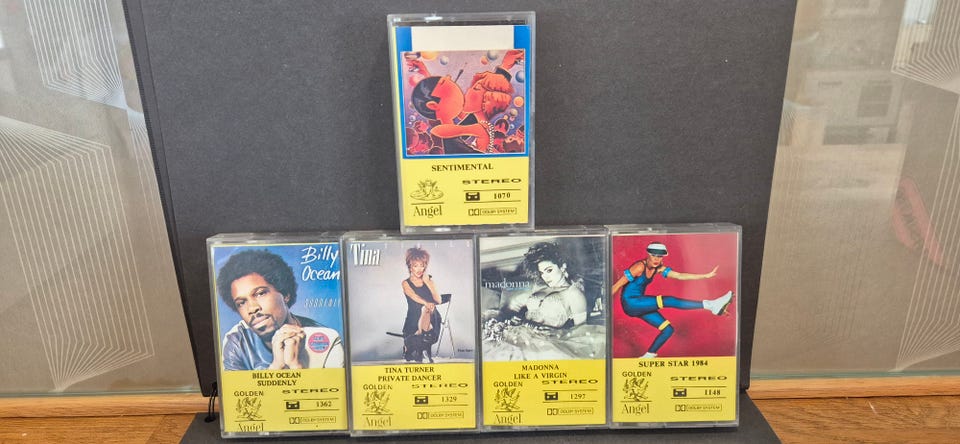 SENTIMENTAL
STEREO
1070
Angel
DOLBY SYSTEM
Billy
Ocean
SUDDENLY
BILLY OCEAN
SUDDENLY
STEREO
GOLDEN
1362
Angel
DOLBY SYSTEM
Tina
TINA TURNER
PRIVATE DANCER
GOLDEN
STEREO
1329
Angel
DOLBY SYSTEM
madonna
MADONNA
LIKE A VIRGIN
GOLDEN
STEREO
1297
Angel
DOLBY SYSTEM
SUPER STAR 1984
GOLDEN
STEREO
1148
Angel
DOLBY SYSTEM